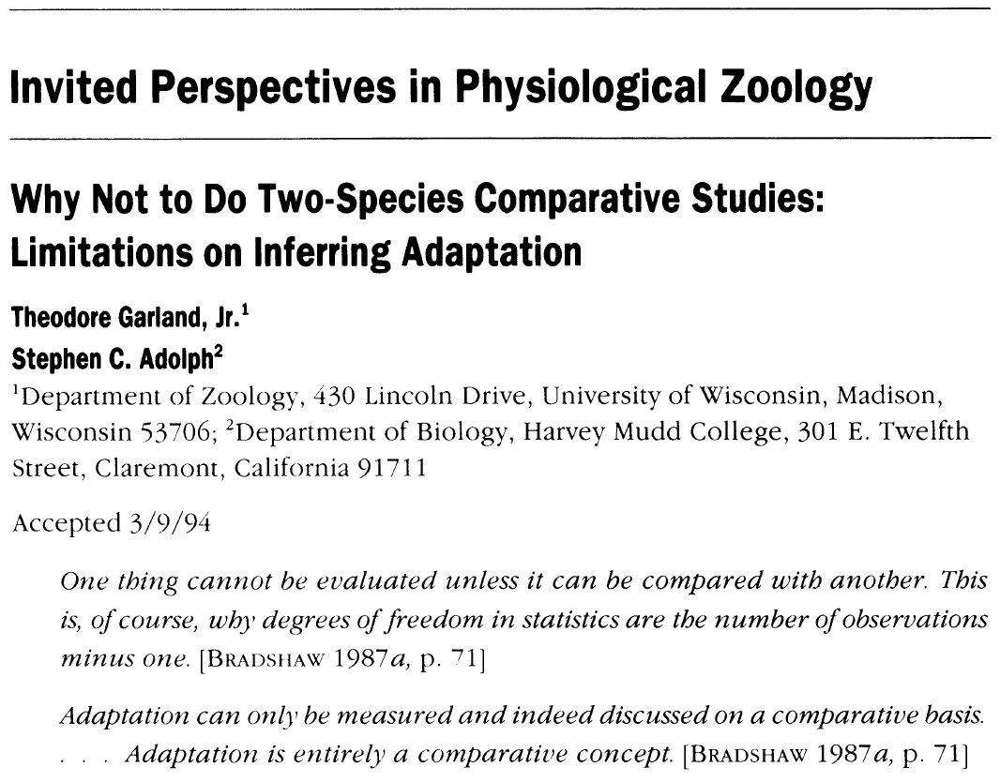 Invited Perspectives in Physiological Zoology
Why Not to Do Two-Species Comparative Studies:
Limitations on Inferring Adaptation
Theodore Garland, Jr.¹
Stephen C. Adolph²
¹Department of Zoology, 430 Lincoln Drive, University of Wisconsin, Madison,
Wisconsin 53706; ²Department of Biology, Harvey Mudd College, 301 E. Twelfth
Street, Claremont, California 91711
Accepted 3/9/94
One thing cannot be evaluated unless it can be compared with another. This
is, of course, why degrees of freedom in statistics are the number of observations
minus one. [BRADSHAW 1987a, p. 71]
Adaptation can only be measured and indeed discussed on a comparative basis.
. . . Adaptation is entirely a comparative concept. [BRADSHAW 1987a, p. 71]